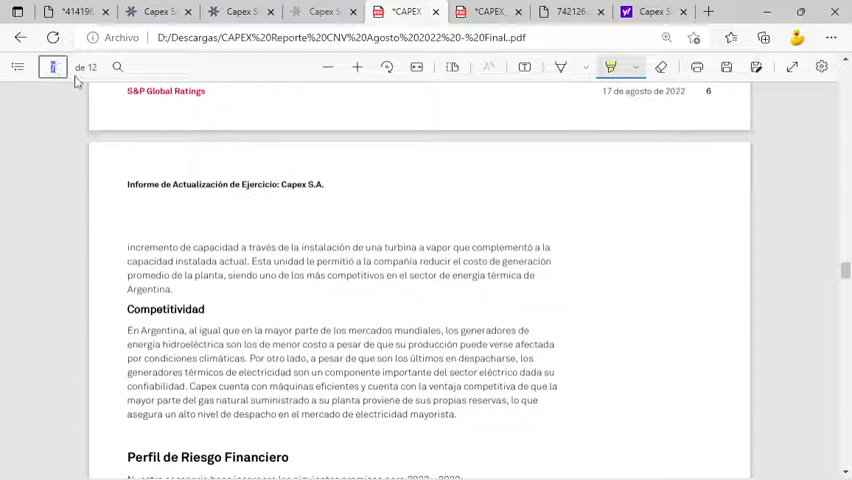 *414196
Capex S
Capex S
Capex S
*CAPEX
*CAPEX,
742126.
Capex S
Archivo
D:/Descargas/CAPEX%20Reporte%20CNV%20Agosto%202022%20-%20Final..pdf
7
de 12
S&P Global Ratings
17 de agosto de 2022 6
Informe de Actualización de Ejercicio: Capex S.A.
incremento de capacidad a través de la instalación de una turbina a vapor que complementó a la
capacidad instalada actual. Esta unidad le permitió a la compañía reducir el costo de generación
promedio de la planta, siendo uno de los más competitivos en el sector de energía térmica de
Argentina.
Competitividad
En Argentina, al igual que en la mayor parte de los mercados mundiales, los generadores de
energía hidroeléctrica son los de menor costo a pesar de que su producción puede verse afectada
por condiciones climáticas. Por otro lado, a pesar de que son los últimos en despacharse, los
generadores térmicos de electricidad son un componente importante del sector eléctrico dada su
confiabilidad. Capex cuenta con máquinas eficientes y cuenta con la ventaja competitiva de que la
mayor parte del gas natural suministrado a su planta proviene de sus propias reservas, lo que
asegura un alto nivel de despacho en el mercado de electricidad mayorista.
Perfil de Riesgo Financiero